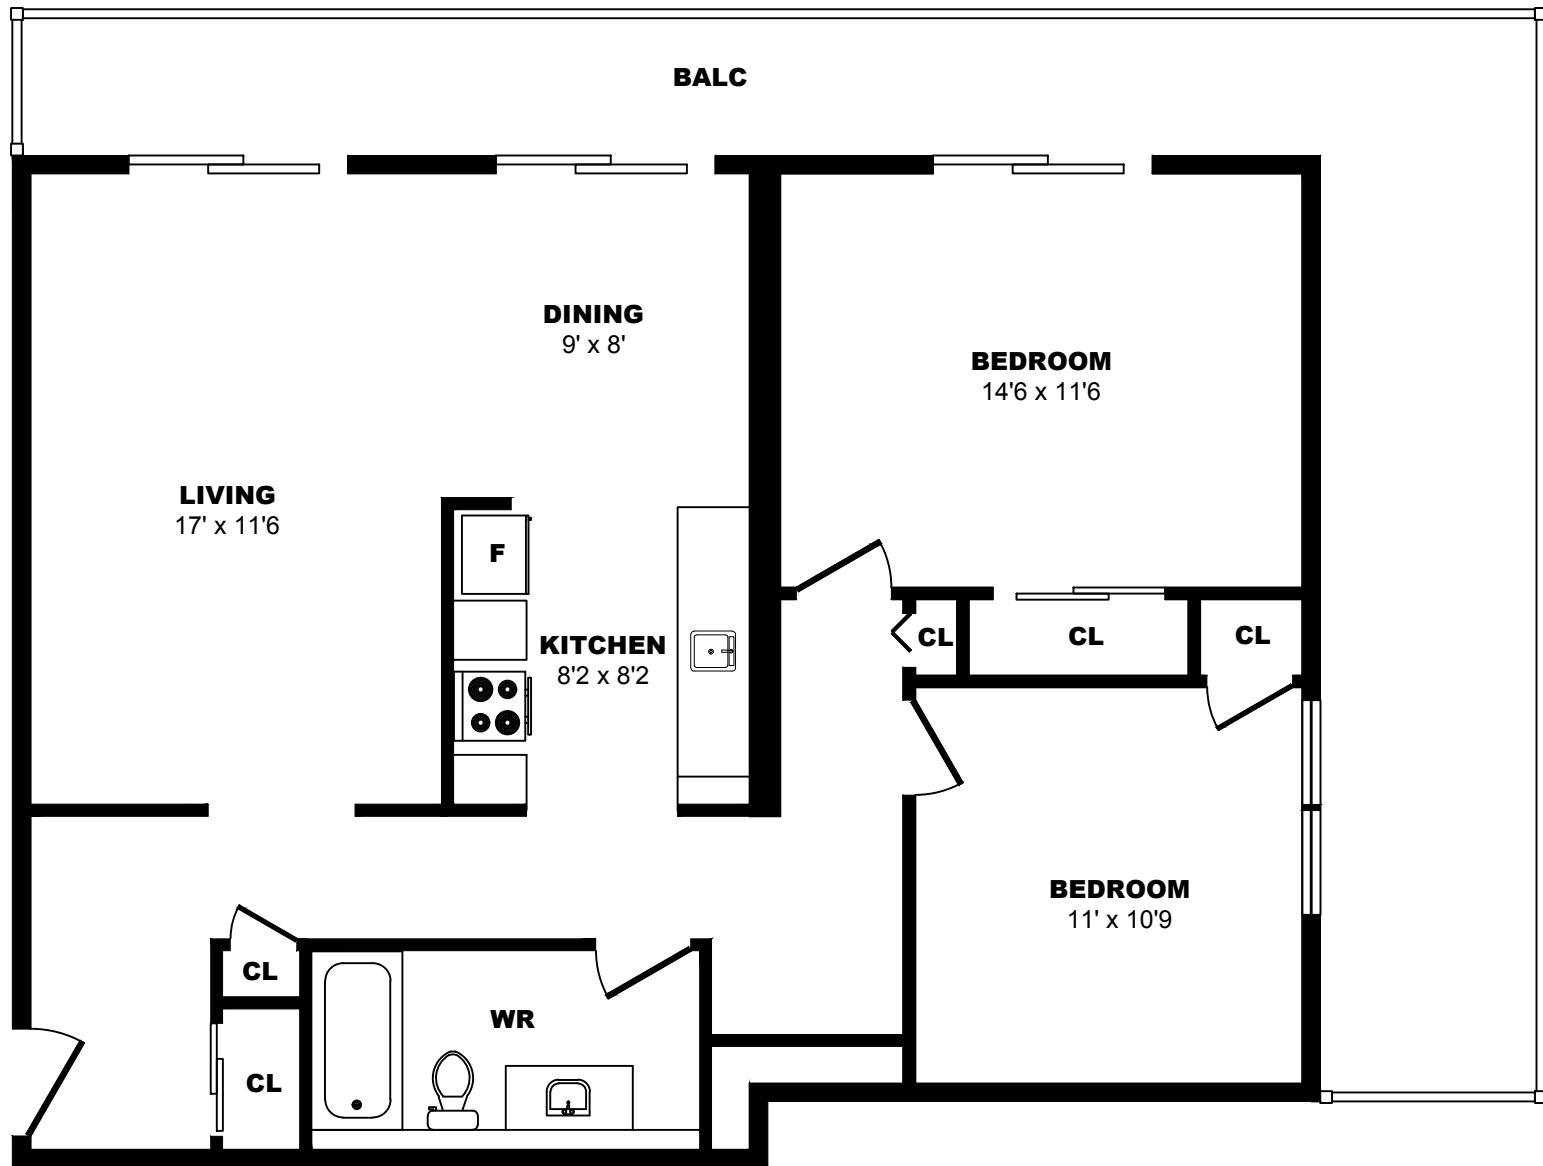 BALC
DINING
9' x 8'
BEDROOM
14'6 x 11'6
LIVING
17' x 11'6
F
KITCHEN
8'2 x 8'2
CL
CL
CL
BEDROOM
11' x 10'9
CL
WR
CL